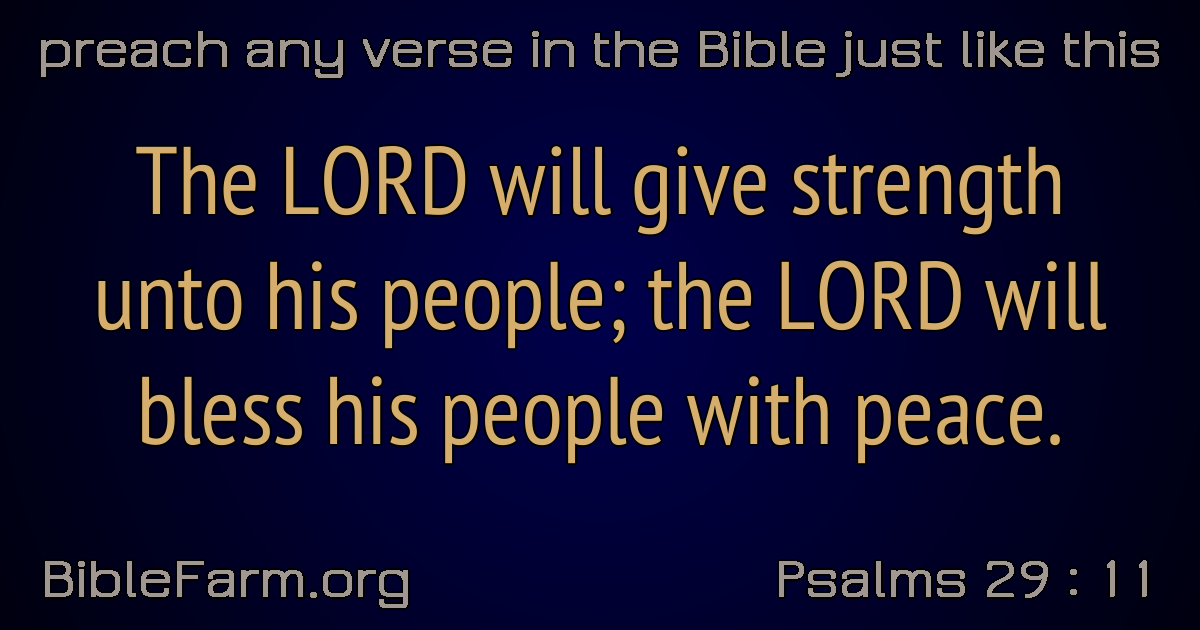 preach any verse in the Bible just like this
The LORD will give strength
unto his people; the LORD will
bless his people with peace.
BibleFarm.org
Psalms 29 : 11